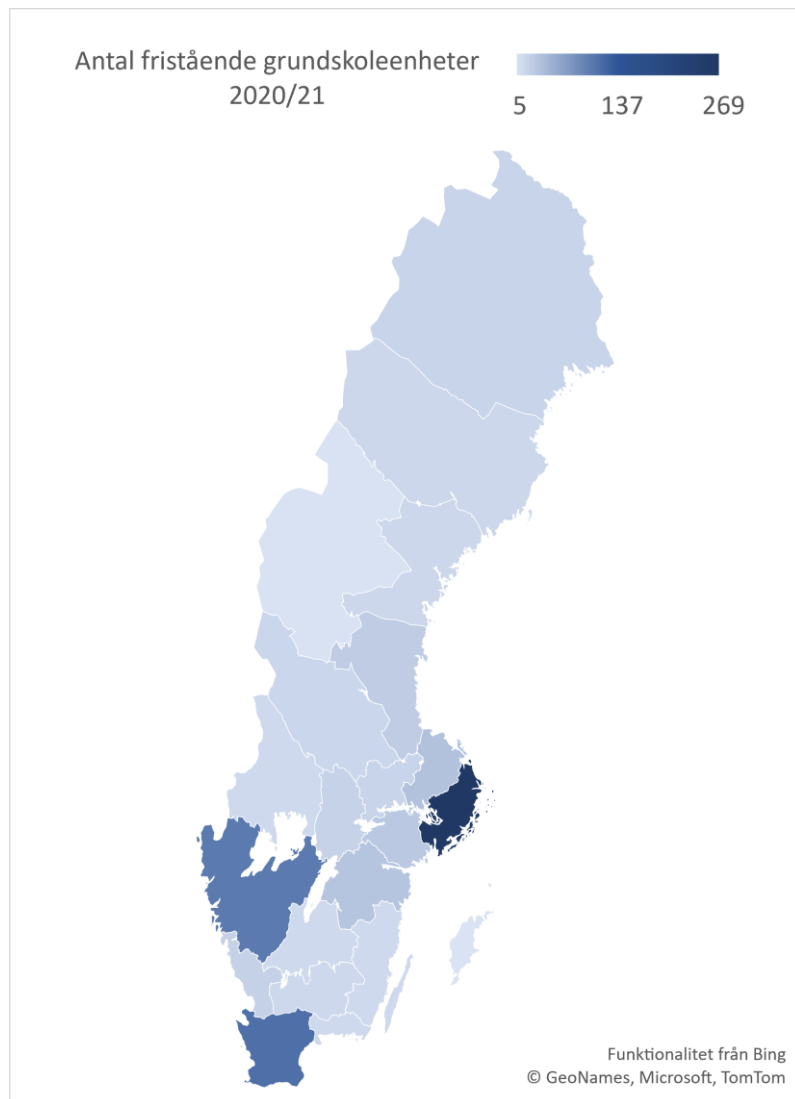 Antal fristående grundskoleenheter
2020/21
5 137 269
Funktionalitet från Bing
© GeoNames, Microsoft, TomTom